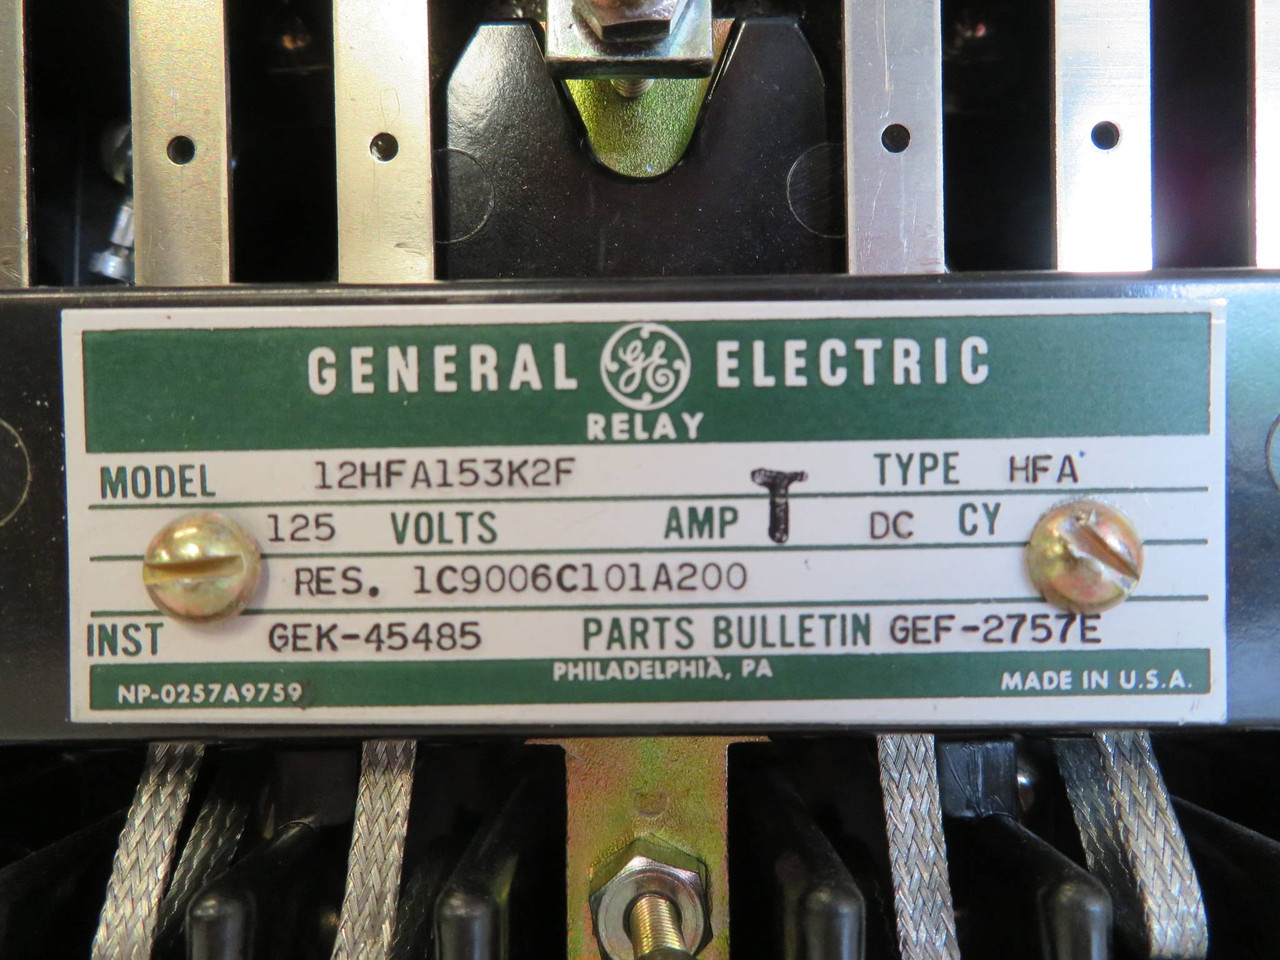 GENERAL GE ELECTRIC
RELAY
MODEL 12HFA153K2F TYPE HFA
125 VOLTS AMP T DC CY
RES. 1C9006C101A200
INST GEK-45485 PARTS BULLETIN GEF-2757E
PHILADELPHIA, PA
NP-0257A9759 MADE IN U.S.A.